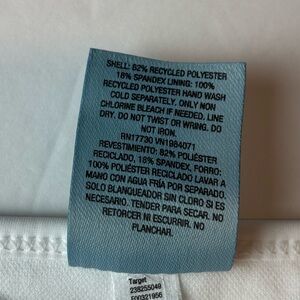 SHELL: 82% RECYCLED POLYESTER
18% SPANDEX LINING: 100%
RECYCLED POLYESTER HAND WASH
COLD SEPARATELY. ONLY NON
CHLORINE BLEACH IF NEEDED. LINE
DRY. DO NOT TWIST OR WRING. DO
NOT IRON.
RN17730 VN1984071
REVESTIMIENTO: 82% POLIÉSTER
RECICLADO, 18% SPANDEX, FORRO:
100% POLIÉSTER RECICLADO LAVAR A
MANO CON AGUA FRÍA POR SEPARADO.
SOLO BLANQUEADOR SIN CLORO SI ES
NECESARIO. TENDER PARA SECAR. NO
RETORCER NI ESCURRIR. NO
PLANCHAR.
Target
238255049
E00321956